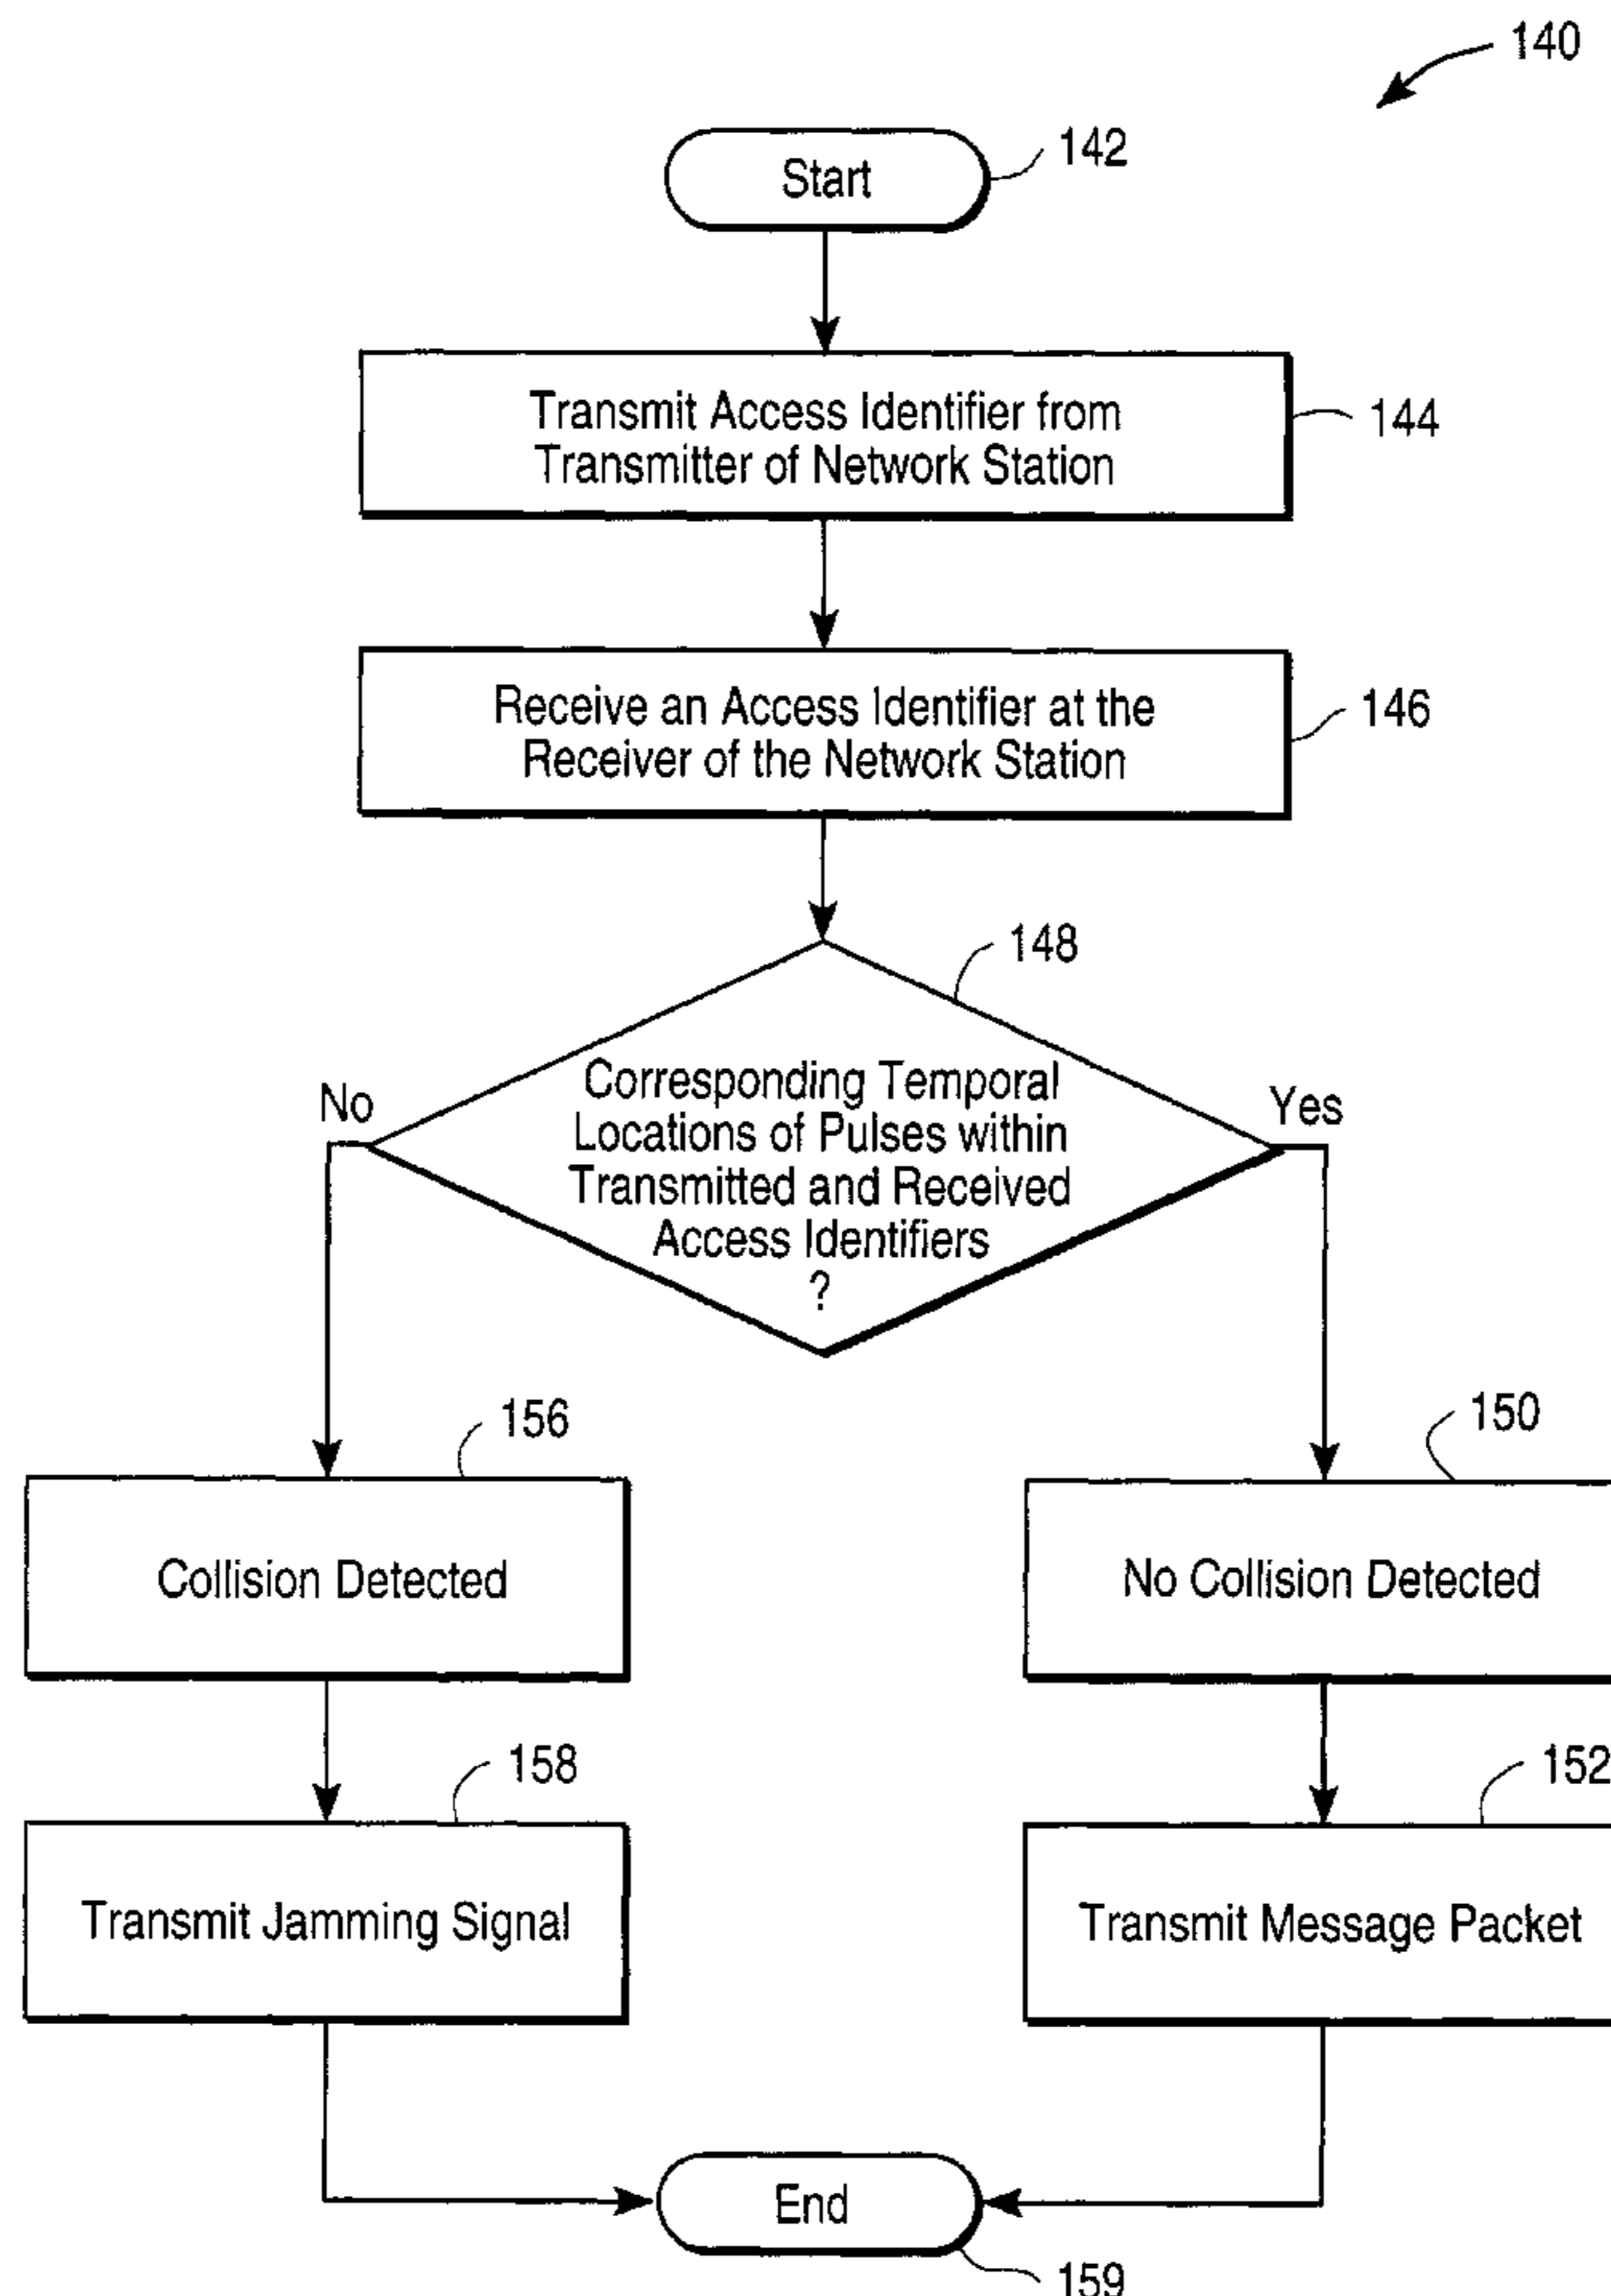 140
Start
142
Transmit Access Identifier from
Transmitter of Network Station
144
Receive an Access Identifier at the
Receiver of the Network Station
146
148
Corresponding Temporal
Locations of Pulses within
Transmitted and Received
Access Identifiers
?
No
Yes
156
150
Collision Detected
No Collision Detected
158
152
Transmit Jamming Signal
Transmit Message Packet
End
159